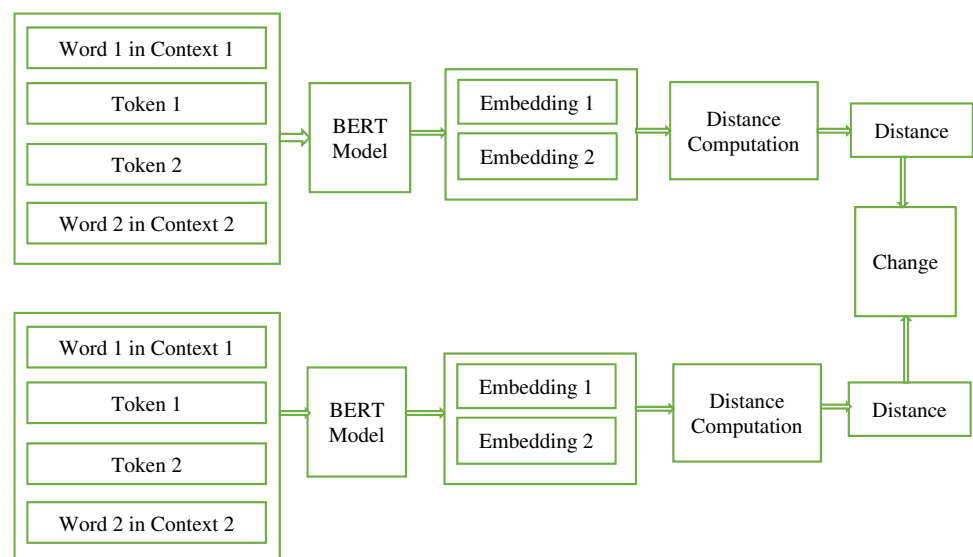 Word 1 in Context 1
Token 1
Token 2
Word 2 in Context 2
BERT
Model
Embedding 1
Embedding 2
Distance
Computation
Distance
Change
Word 1 in Context 1
Token 1
Token 2
Word 2 in Context 2
BERT
Model
Embedding 1
Embedding 2
Distance
Computation
Distance